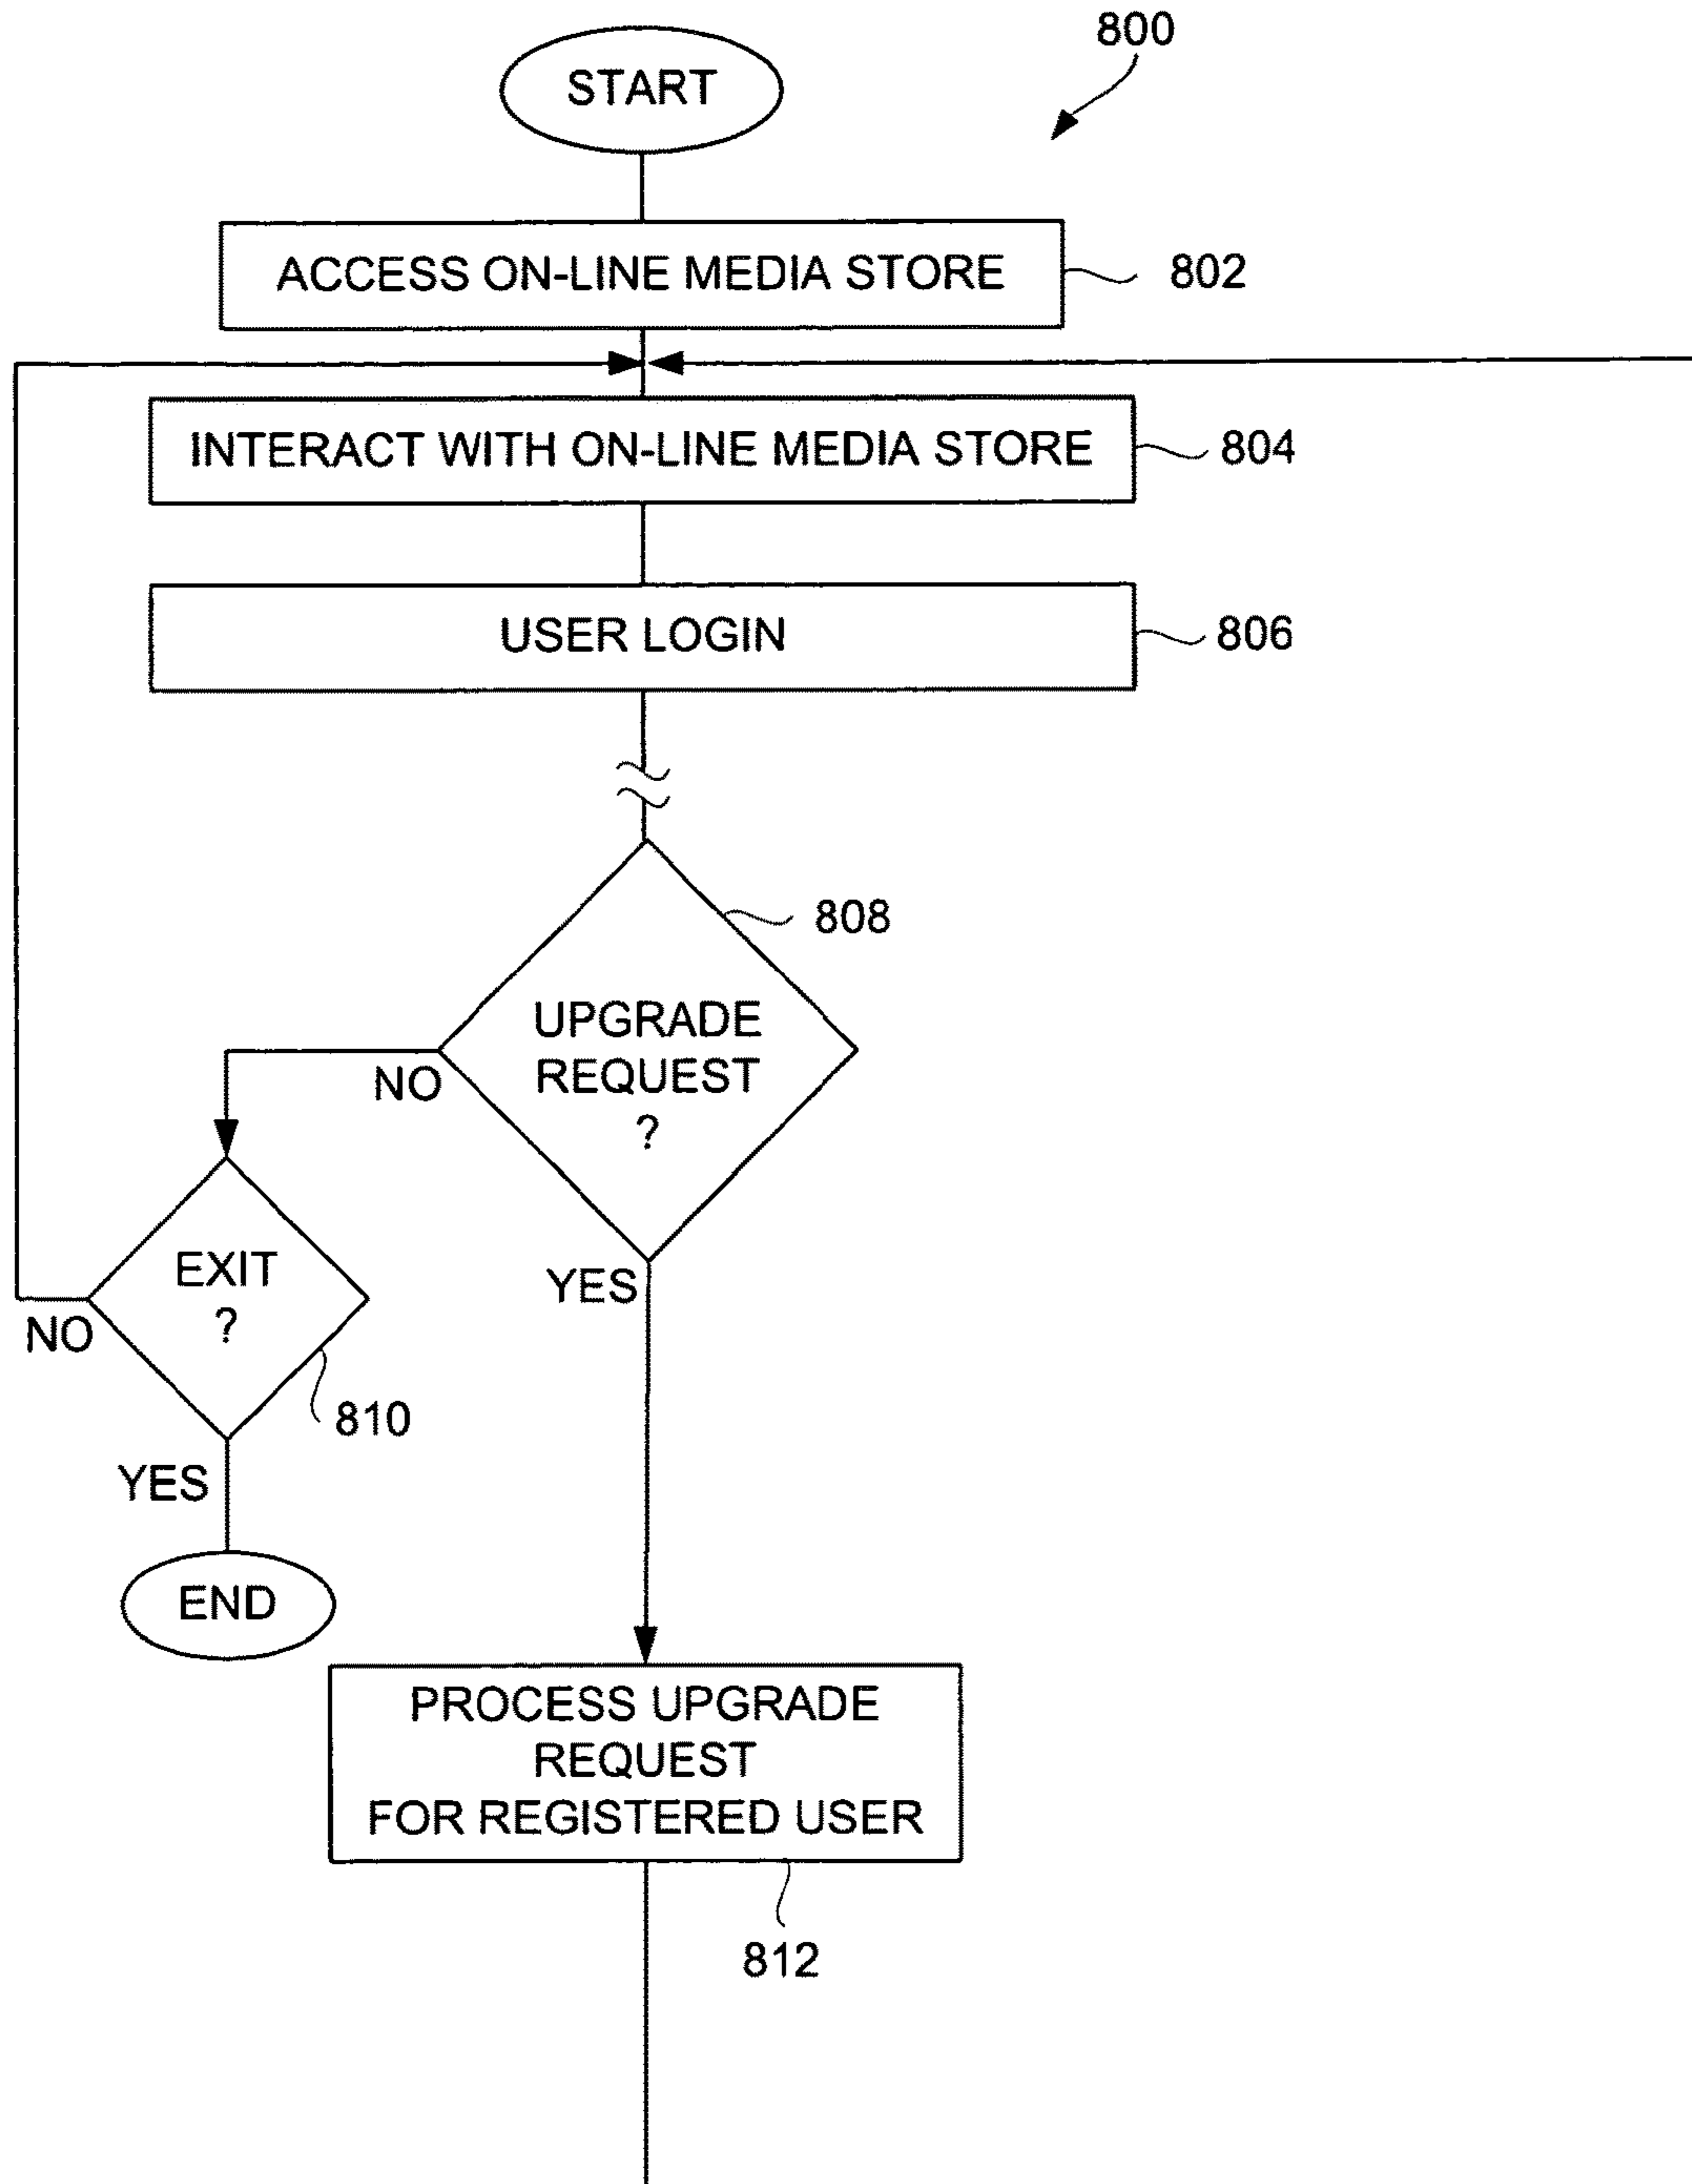 800
START
ACCESS ON-LINE MEDIA STORE
802
INTERACT WITH ON-LINE MEDIA STORE
804
USER LOGIN
806
808
UPGRADE
REQUEST
?
NO
YES
EXIT
?
NO
810
YES
END
PROCESS UPGRADE
REQUEST
FOR REGISTERED USER
812